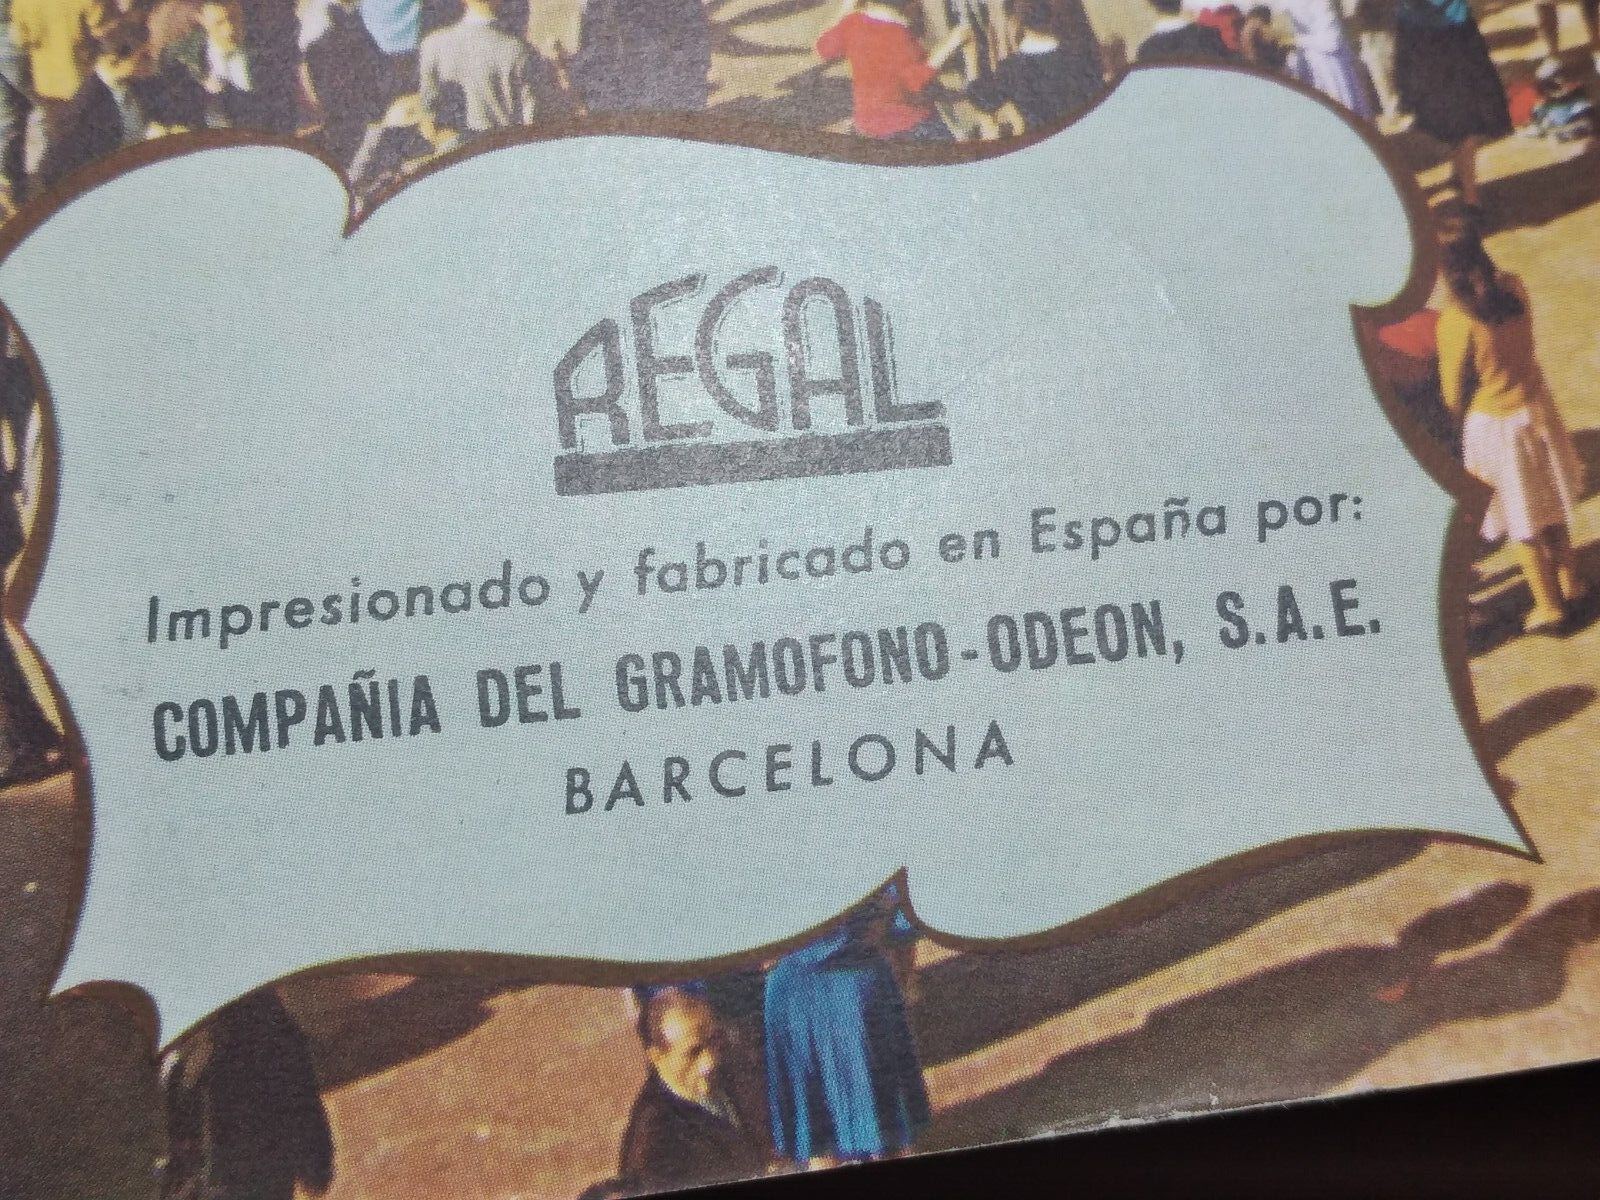 REGAL
Impresionado y fabricado en España por:
COMPAÑIA DEL GRAMOFONO-ODEON, S.A.E.
BARCELONA